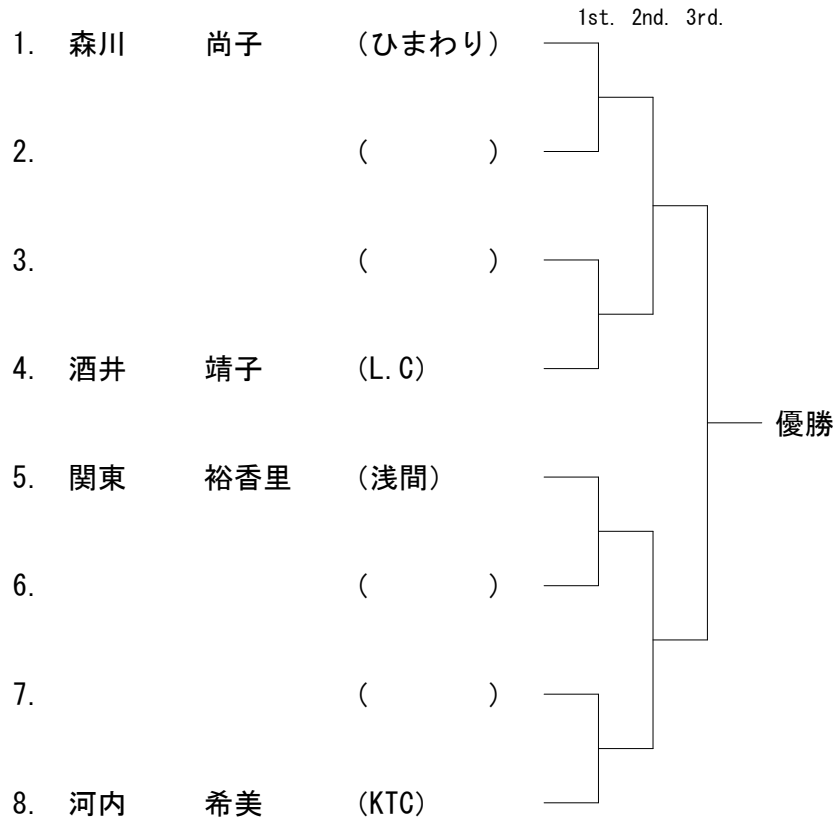 1st. 2nd. 3rd.
1. 森川 尚子 (ひまわり)
2. ( )
3. ( )
4. 酒井 靖子 (L.C)
優勝
5. 関東 裕香里 (浅間)
6. ( )
7. ( )
8. 河内 希美 (KTC)